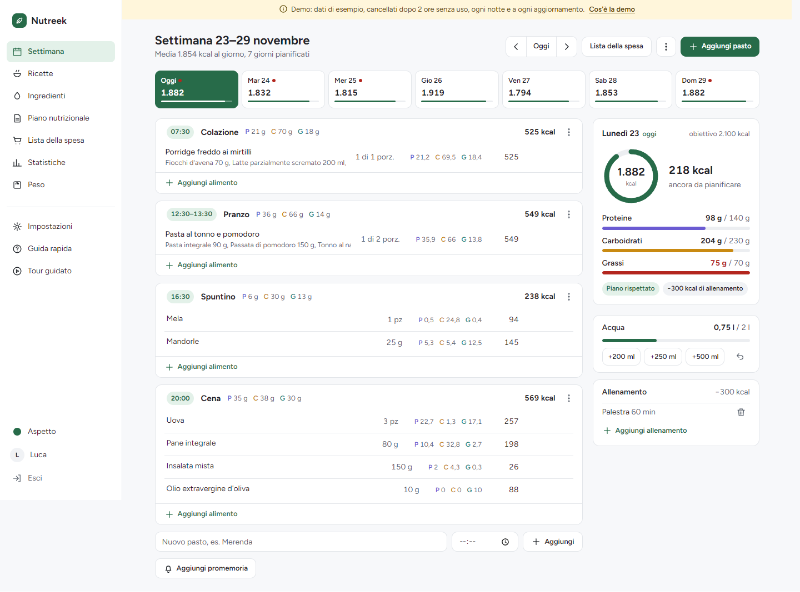 Demo: dati di esempio, cancellati dopo 2 ore senza uso, ogni notte e a ogni aggiornamento. Cos'è la demo
Nutreek
Settimana
Ricette
Ingredienti
Piano nutrizionale
Lista della spesa
Statistiche
Peso
Impostazioni
Guida rapida
Tour guidato
Aspetto
L Luca
Esci
Settimana 23–29 novembre
Media 1.854 kcal al giorno, 7 giorni pianificati
Oggi
Lista della spesa
Aggiungi pasto
Oggi
1.882
Mar 24
1.832
Mer 25
1.815
Gio 26
1.919
Ven 27
1.794
Sab 28
1.853
Dom 29
1.882
07:30 Colazione P 21 g C 70 g G 18 g 525 kcal
Porridge freddo ai mirtilli
Fiocchi d'avena 70 g, Latte parzialmente scremato 200 ml,
1 di 1 porz. P 21,2 C 69,5 G 18,4 525
Aggiungi alimento
12:30–13:30 Pranzo P 36 g C 66 g G 14 g 549 kcal
Pasta al tonno e pomodoro
Pasta integrale 90 g, Passata di pomodoro 150 g, Tonno al na
1 di 2 porz. P 35,9 C 66 G 13,8 549
Aggiungi alimento
16:30 Spuntino P 6 g C 30 g G 13 g 238 kcal
Mela 1 pz P 0,5 C 24,8 G 0,4 94
Mandorle 25 g P 5,3 C 5,4 G 12,5 145
Aggiungi alimento
20:00 Cena P 35 g C 38 g G 30 g 569 kcal
Uova 3 pz P 22,7 C 1,3 G 17,1 257
Pane integrale 80 g P 10,4 C 32,8 G 2,7 198
Insalata mista 150 g P 2 C 4,3 G 0,3 26
Olio extravergine d'oliva 10 g P 0 C 0 G 10 88
Aggiungi alimento
Nuovo pasto, es. Merenda
--:--
Aggiungi
Aggiungi promemoria
Lunedì 23 oggi obiettivo 2.100 kcal
1.882
kcal
218 kcal
ancora da pianificare
Proteine 98 g / 140 g
Carboidrati 204 g / 230 g
Grassi 75 g / 70 g
Piano rispettato
~300 kcal di allenamento
Acqua 0,75 l / 2 l
+200 ml
+250 ml
+500 ml
Allenamento ~300 kcal
Palestra 60 min
Aggiungi allenamento